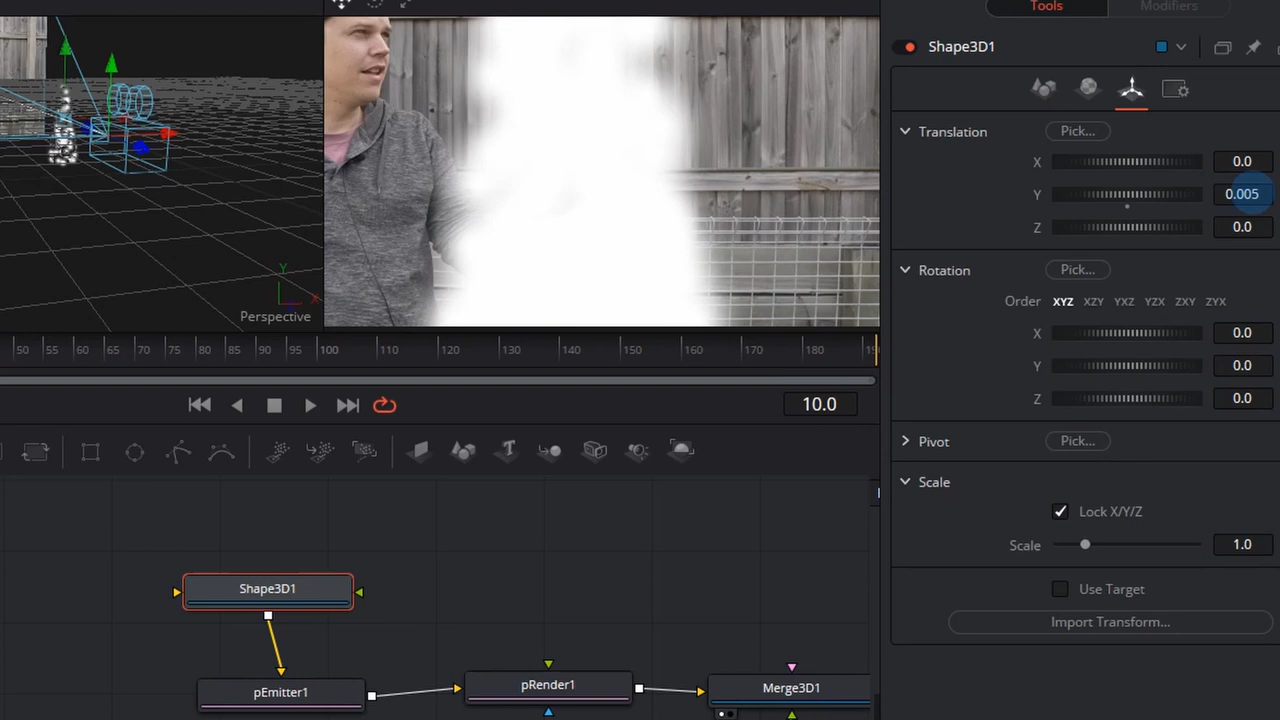 Tools
Modifiers
Shape3D1
Translation
Pick...
X
0.0
Y
0.005
Z
0.0
Rotation
Pick...
Order XYZ XZY YXZ YZX ZXY ZYX
X
0.0
Y
0.0
Z
0.0
Pivot
Pick...
Scale
Lock X/Y/Z
Scale
1.0
Use Target
Import Transform...
Y
X
Perspective
50 55 60 65 70 75 80 85 90 95 100 110 120 130 140 150 160 170 180
10.0
Shape3D1
pEmitter1
pRender1
Merge3D1